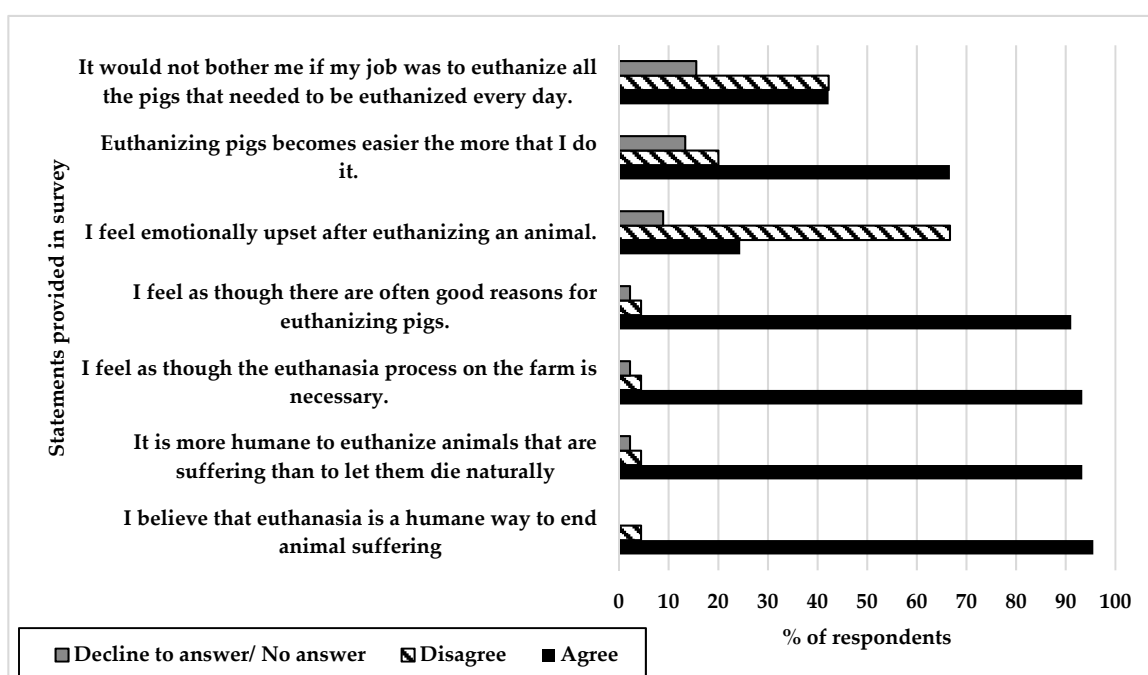 Statements provided in survey
It would not bother me if my job was to euthanize all
the pigs that needed to be euthanized every day.
Euthanizing pigs becomes easier the more that I do
it.
I feel emotionally upset after euthanizing an animal.
I feel as though there are often good reasons for
euthanizing pigs.
I feel as though the euthanasia process on the farm is
necessary.
It is more humane to euthanize animals that are
suffering than to let them die naturally
I believe that euthanasia is a humane way to end
animal suffering
0 10 20 30 40 50 60 70 80 90 100
% of respondents
Decline to answer/ No answer Disagree Agree